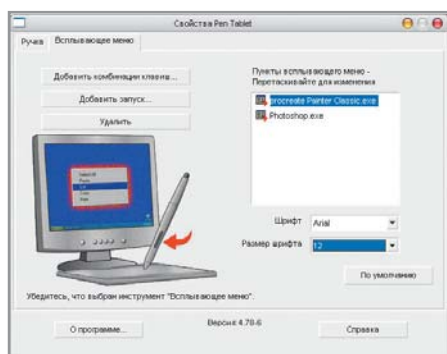 Свойства Pen Tablet
Ручка Всплывающее меню
Добавить комбинации клавиш...
Добавить запуск...
Удалить
Пункты всплывающего меню -
Перетаскивайте для изменения
procreate Painter Classic.exe
Photoshop.exe
Шрифт Arial
Размер шрифта 12
По умолчанию
Убедитесь, что выбран инструмент "Всплывающее меню".
О программе... Версия 4.78-6 Справка